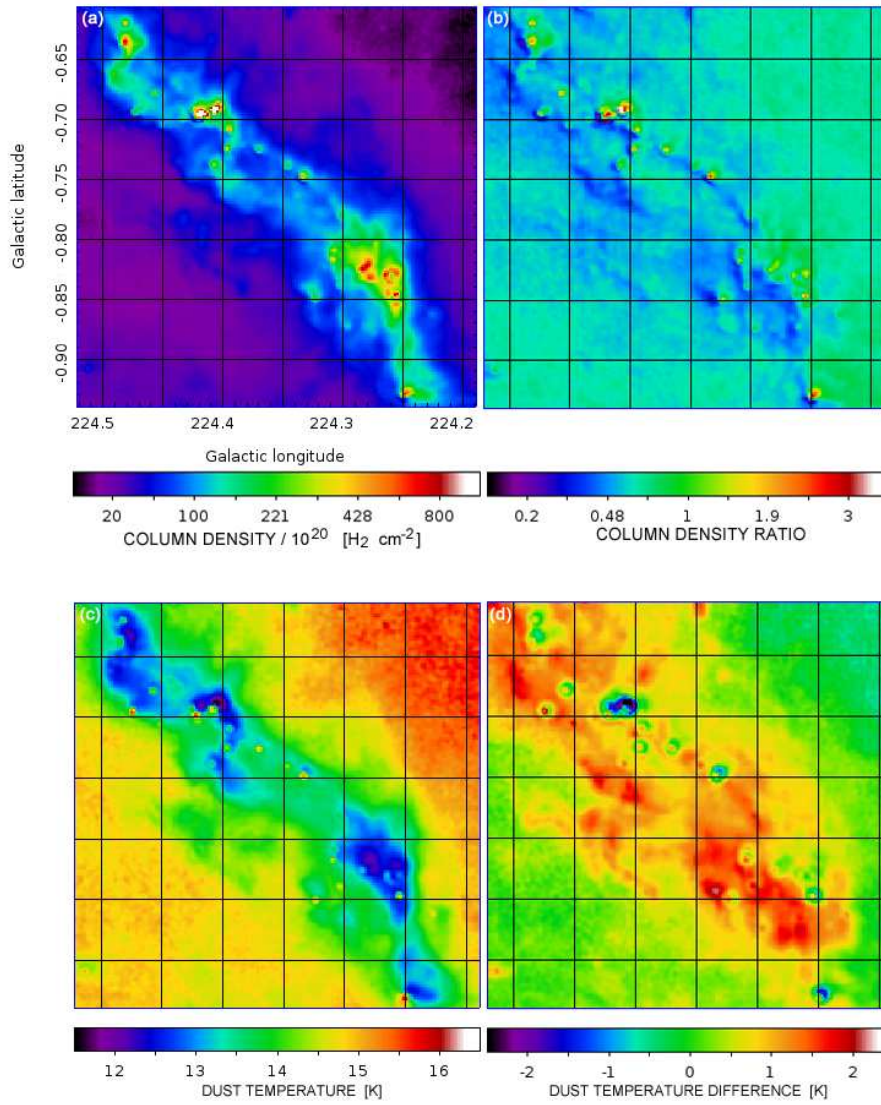 (a)
(b)
-0.65
-0.70
-0.75
-0.80
-0.85
-0.90
Galactic latitude
224.5 224.4 224.3 224.2
Galactic longitude
20 100 221 428 800
COLUMN DENSITY / 10²⁰ [H₂ cm⁻²]
0.2 0.48 1 1.9 3
COLUMN DENSITY RATIO
(c)
(d)
12 13 14 15 16
DUST TEMPERATURE [K]
-2 -1 0 1 2
DUST TEMPERATURE DIFFERENCE [K]